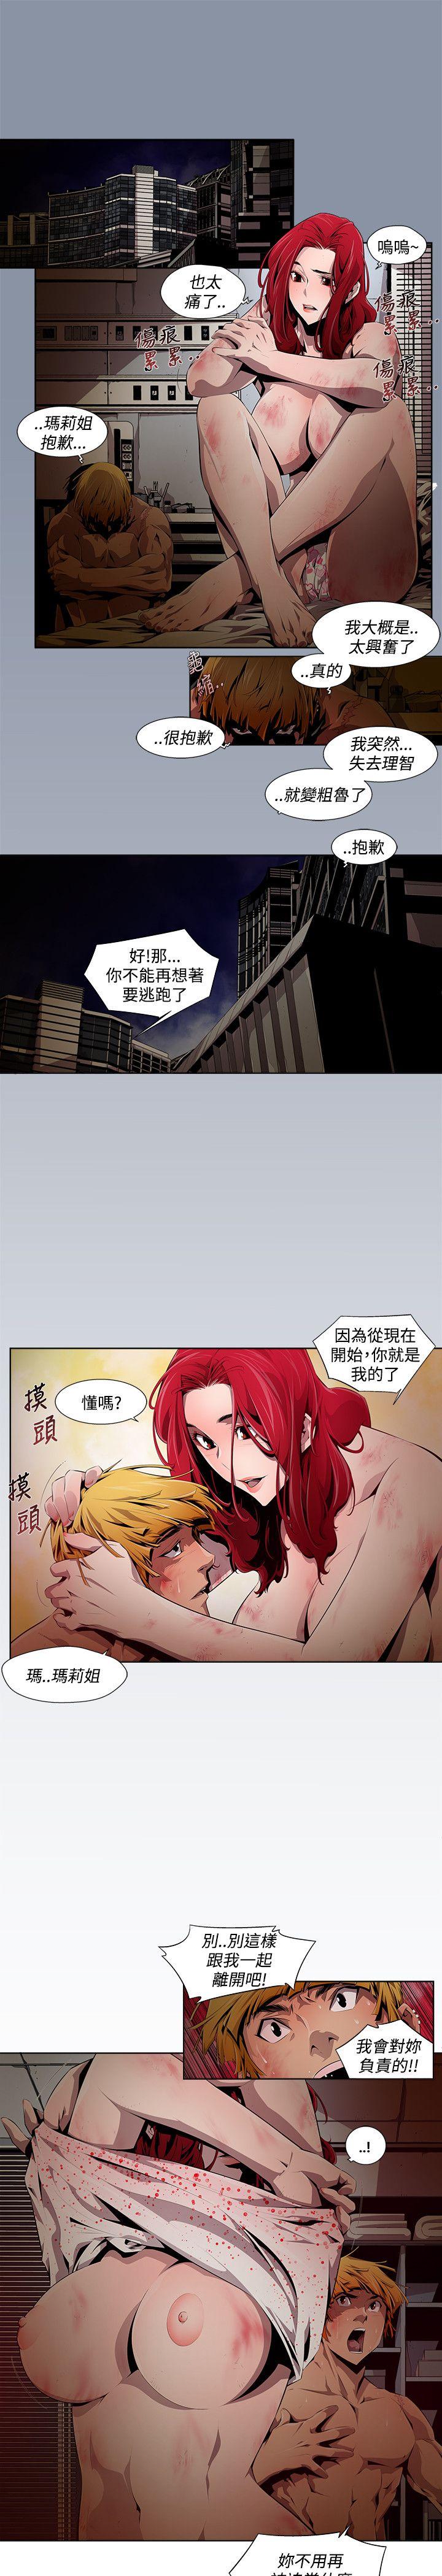 嗚嗚~
也太
痛了..
傷痕
累累..
傷痕
累累..
傷痕
累累..
..瑪莉姐
抱歉...
我大概是..
太興奮了
..真的
龜
縮..
..很抱歉
我突然...
失去理智
..就變粗魯了
..抱歉
好!那...
你不能再想著
要逃跑了
因為從現在
開始,你就是
我的了
懂嗎?
摸
頭
摸
頭
瑪..瑪莉姐
別..別這樣
跟我一起
離開吧!
我會對妳
負責的!!
..!
妳不用再